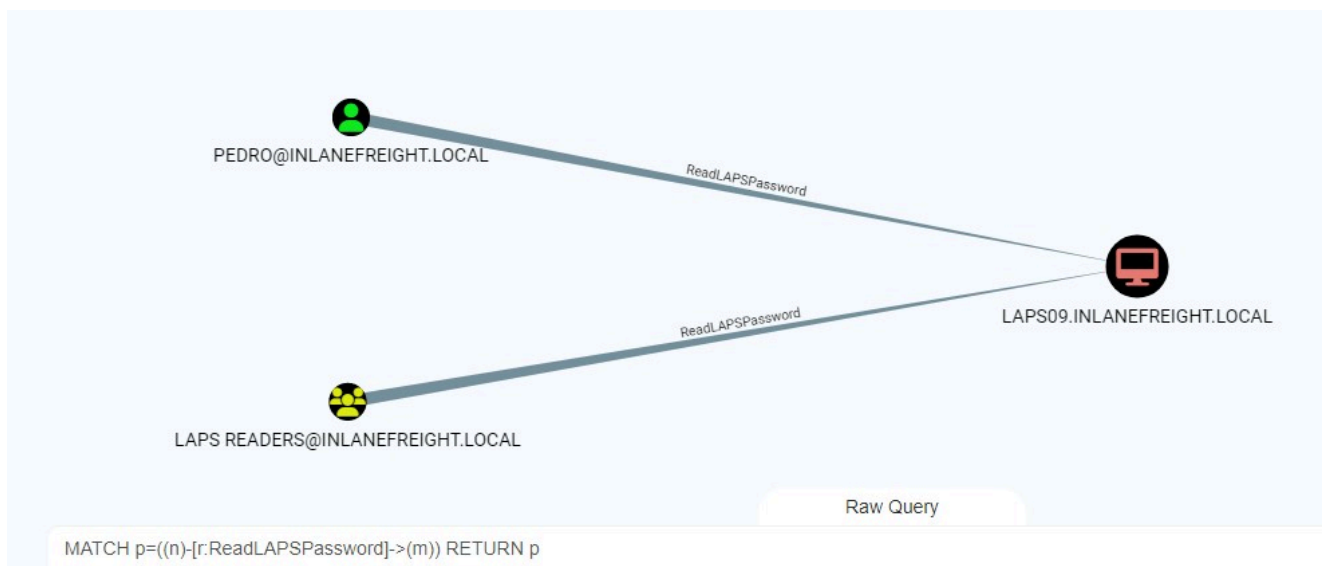 PEDRO@INLANEFREIGHT.LOCAL
ReadLAPSPassword
LAPS09.INLANEFREIGHT.LOCAL
ReadLAPSPassword
LAPS READERS@INLANEFREIGHT.LOCAL
Raw Query
MATCH p=((n)-[r:ReadLAPSPassword]->(m)) RETURN p